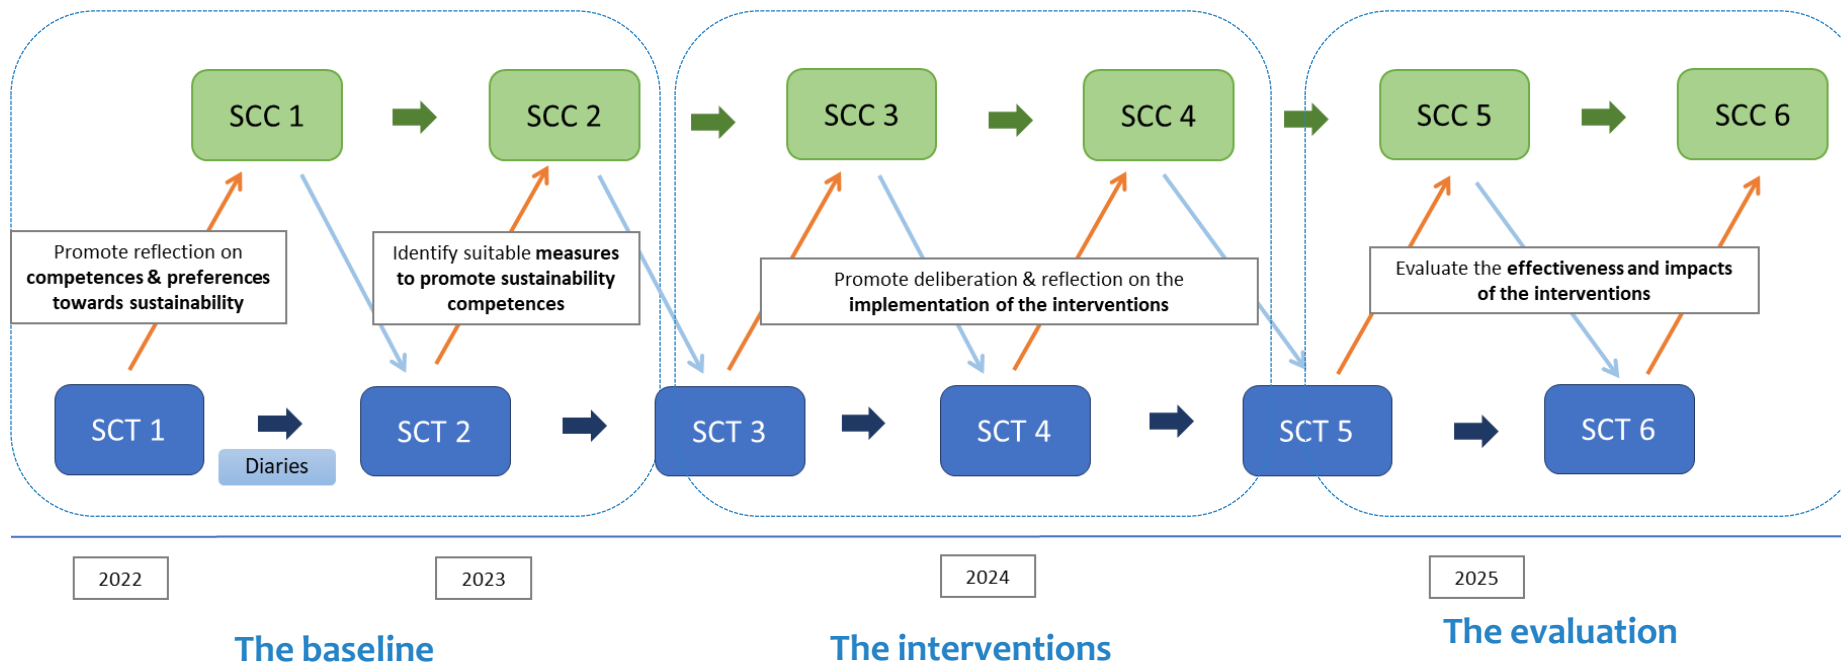 SCC 1
SCC 2
SCC 3
SCC 4
SCC 5
SCC 6
Promote reflection on
competences & preferences
towards sustainability
Identify suitable measures
to promote sustainability
competences
Promote deliberation & reflection on the
implementation of the interventions
Evaluate the effectiveness and impacts
of the interventions
SCT 1
SCT 2
SCT 3
SCT 4
SCT 5
SCT 6
Diaries
2022
2023
2024
2025
The baseline
The interventions
The evaluation